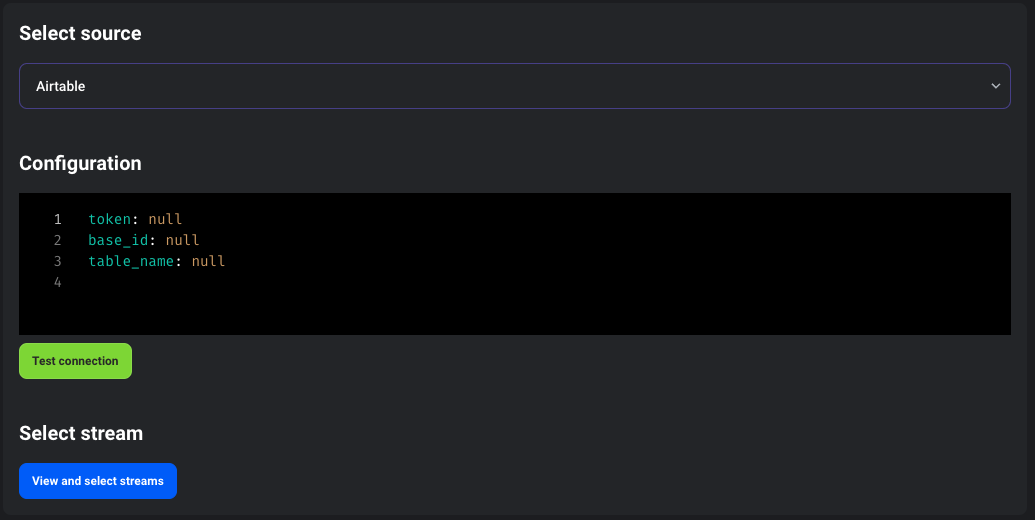 Select source
Airtable
Configuration
1 token: null
2 base_id: null
3 table_name: null
4
Test connection
Select stream
View and select streams